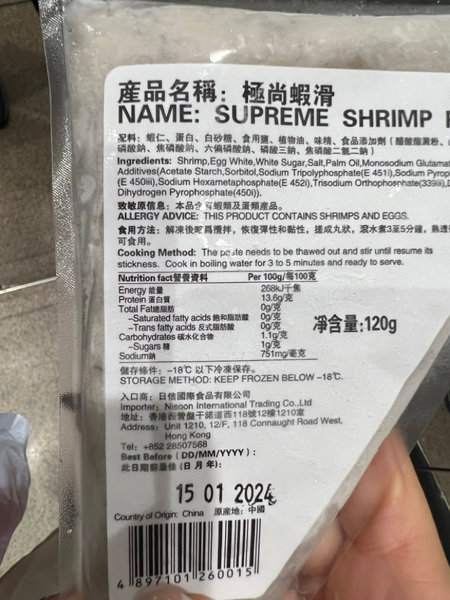 產品名稱：極尚蝦滑
NAME: SUPREME SHRIMP
配料：蝦仁、蛋白、白砂糖、食用鹽、植物油、味精、食品添加劑（醋酸酯澱粉、
磷酸鈉、焦磷酸鈉、六偏磷酸鈉、磷酸三鈉、焦磷酸二氫二鈉）
Ingredients: Shrimp,Egg White,White Sugar,Salt,Palm Oil,Monosodium Glutamat
Additives(Acetate Starch,Sorbitol,Sodium Tripolyphosphate(E 451i),Sodium Pyrop
(E 450iii),Sodium Hexametaphosphate(E 452i),Trisodium Orthophosphate(339iii),D
Dihydrogen Pyrophosphate(450i)).
致敏原信息：本品含有蝦類及蛋類產品。
ALLERGY ADVICE: THIS PRODUCT CONTAINS SHRIMPS AND EGGS.
食用方法：解凍後爬爲攪拌，恢復彈性和黏性，搓成丸狀，滾水煮3至5分鐘，熟透
可食用。
Cooking Method: The paste needs to be thawed out and stir until resume its
stickness. Cook in boiling water for 3 to 5 minutes and ready to serve.
Nutrition fact營養資料 Per 100g/每100克
Energy 能量 268kJ千焦
Protein 蛋白質 13.6g/克
Total Fat總脂肪 0g/克
–Saturated fatty acids 飽和脂肪酸 0g/克
–Trans fatty acids 反式脂肪酸 0g/克
Carbohydrates 碳水化合物 1.1g/克
–Sugars 糖 1g/克
Sodium鈉 751mg/毫克
淨含量:120g
儲存條件：–18℃ 以下冷凍保存。
STORAGE METHOD: KEEP FROZEN BELOW –18℃.
入口商：日信國際食品有限公司
Importer: Nisoon International Trading Co.,Ltd
地址：香港西營盤干諾道西118號12樓1210室
Address: Unit 1210, 12/F, 118 Connaught Road West,
Hong Kong
Tel: +852 28507568
Best Before (DD/MM/YYYY) :
此日期前最佳 (日 月 年):
15 01 2024
Country of Origin: China 原產地：中國
4 897101 260015